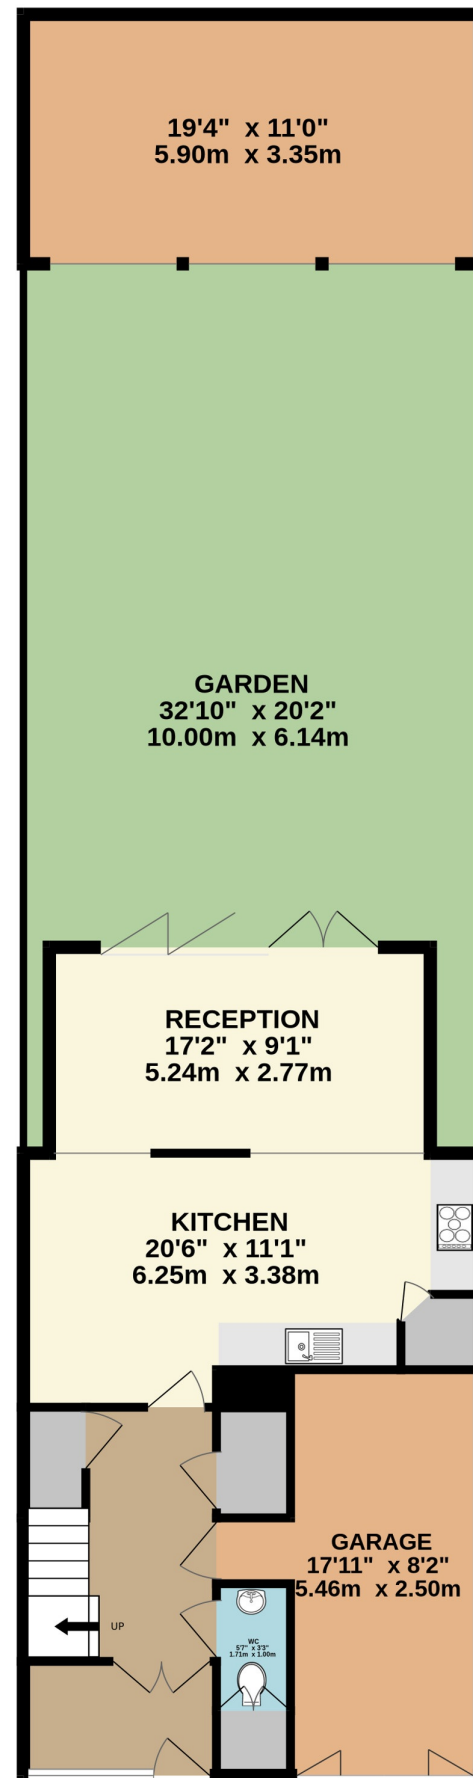 19'4" x 11'0"
5.90m x 3.35m
GARDEN
32'10" x 20'2"
10.00m x 6.14m
RECEPTION
17'2" x 9'1"
5.24m x 2.77m
KITCHEN
20'6" x 11'1"
6.25m x 3.38m
GARAGE
17'11" x 8'2"
5.46m x 2.50m
UP
WC
5'7" x 3'3"
1.71m x 1.00m